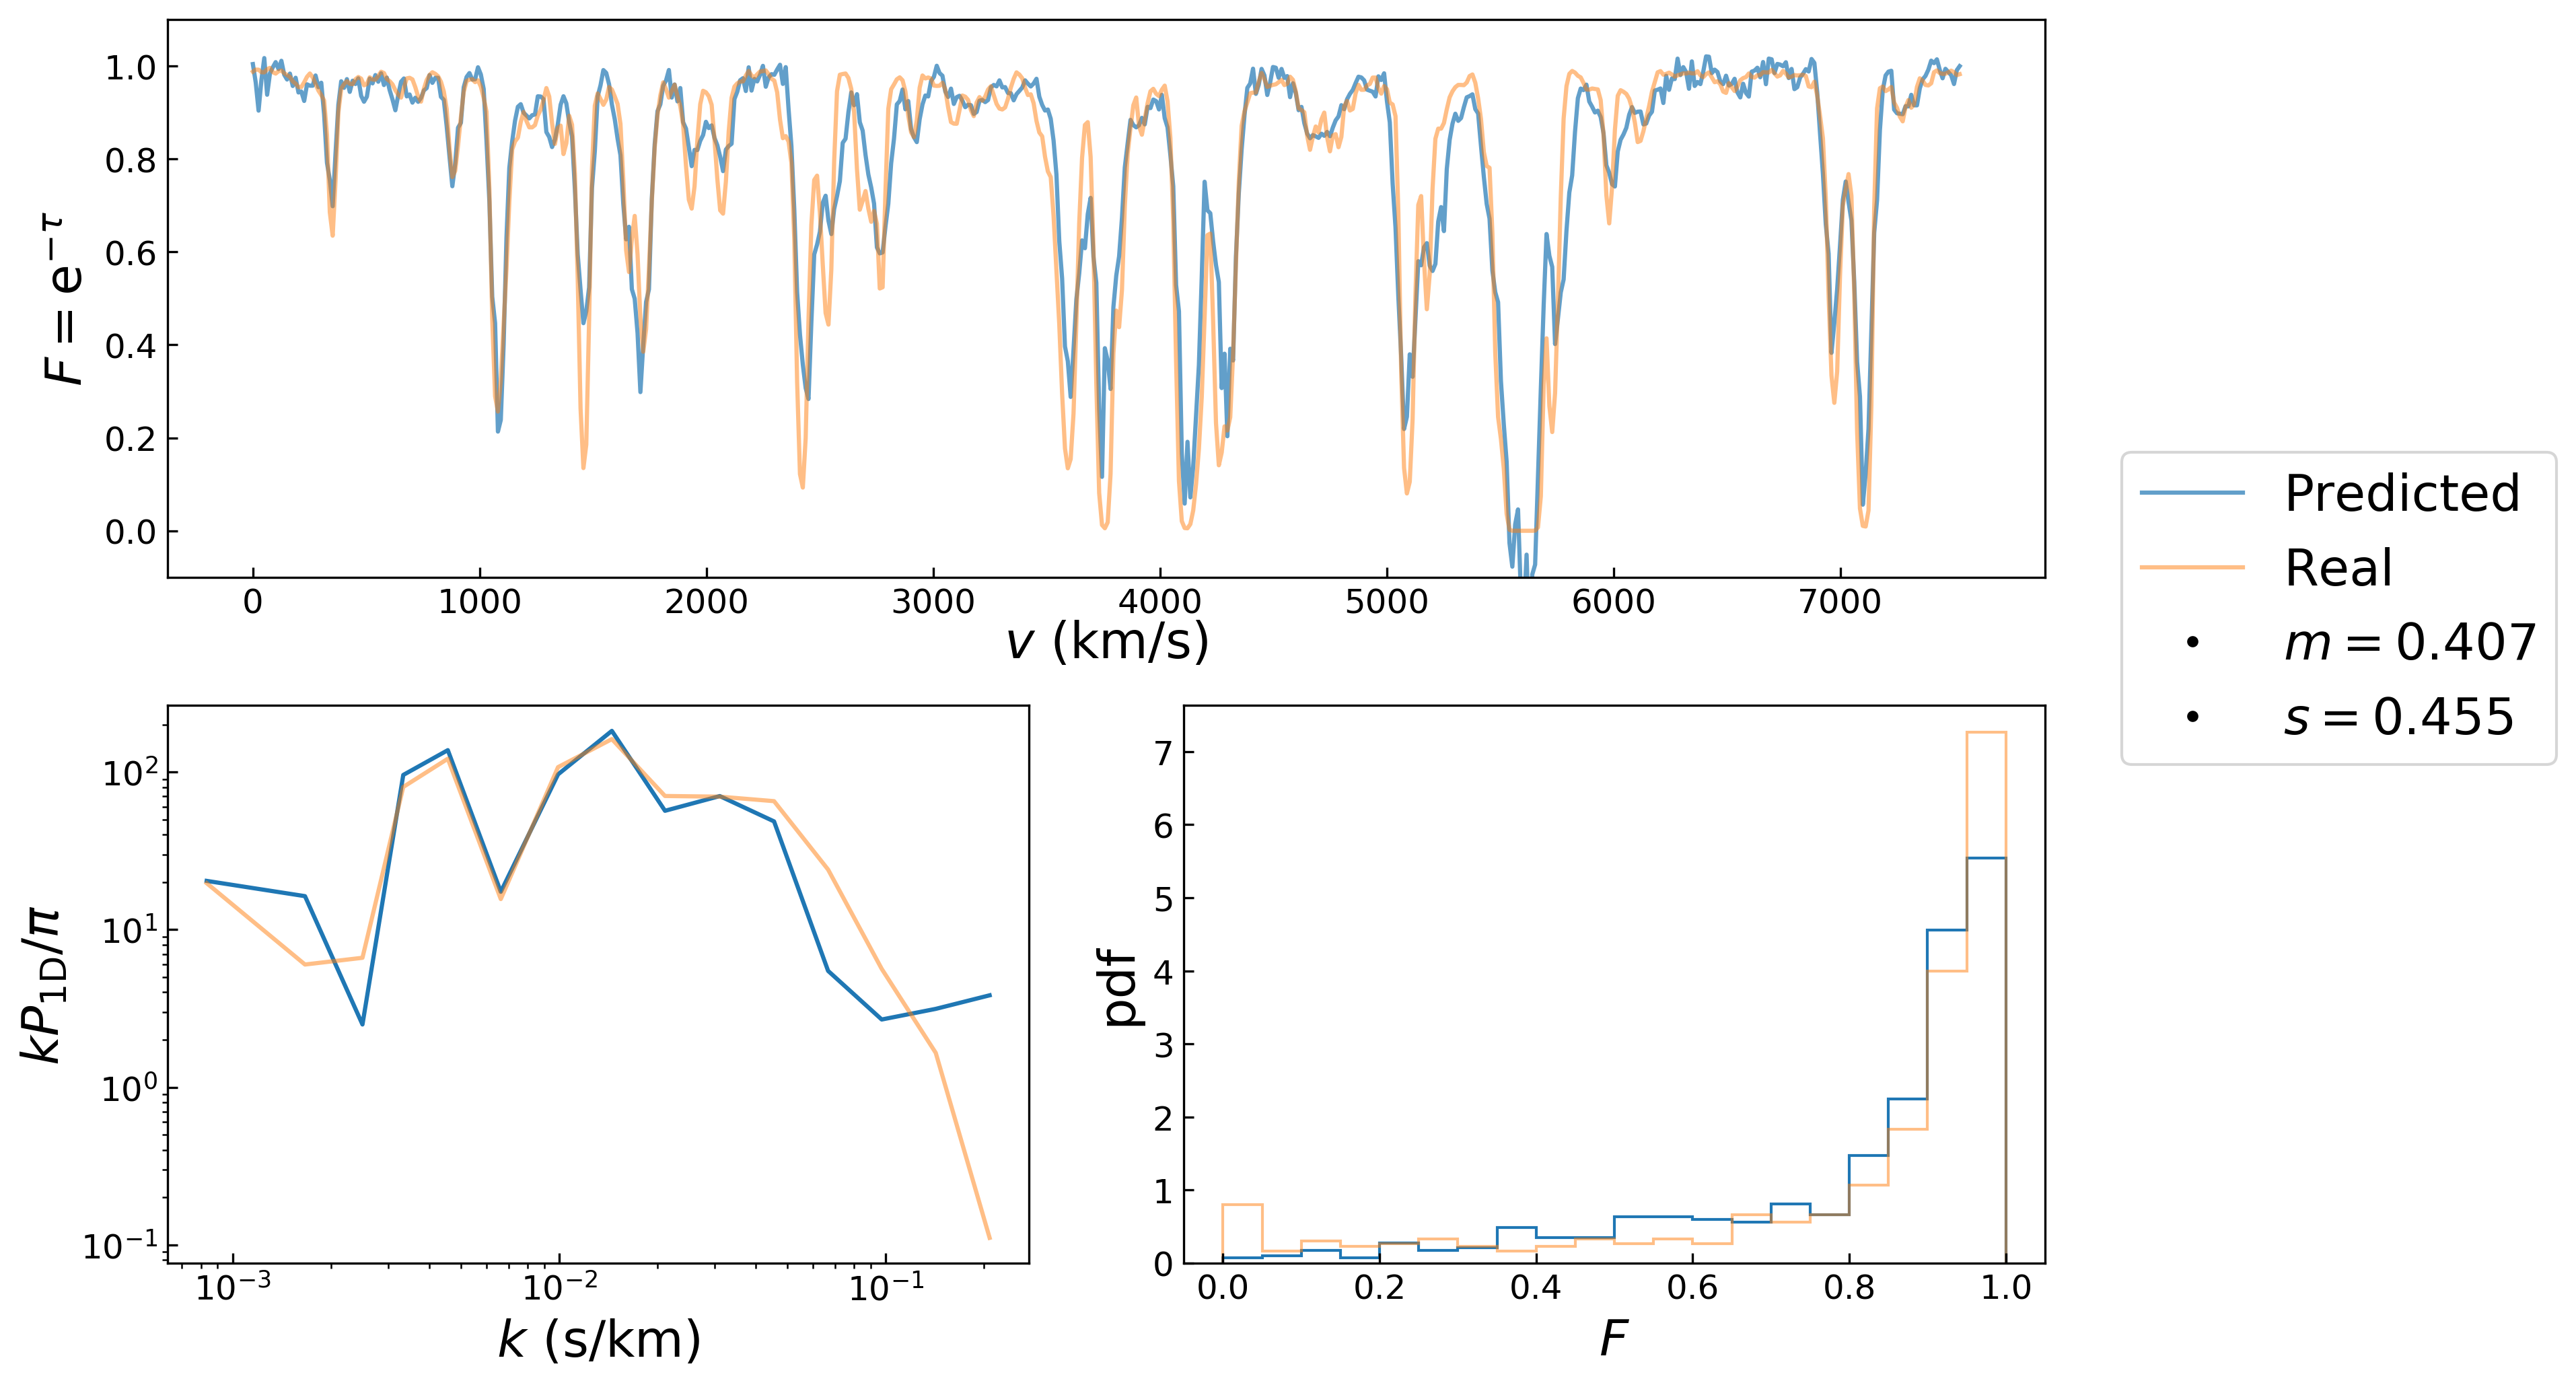 F = e^{-τ}
1.0
0.8
0.6
0.4
0.2
0.0
0 1000 2000 3000 4000 5000 6000 7000
v (km/s)
Predicted
Real
m = 0.407
s = 0.455
kP_{1D}/π
10^2
10^1
10^0
10^{-1}
10^{-3} 10^{-2} 10^{-1}
k (s/km)
pdf
7
6
5
4
3
2
1
0
0.0 0.2 0.4 0.6 0.8 1.0
F